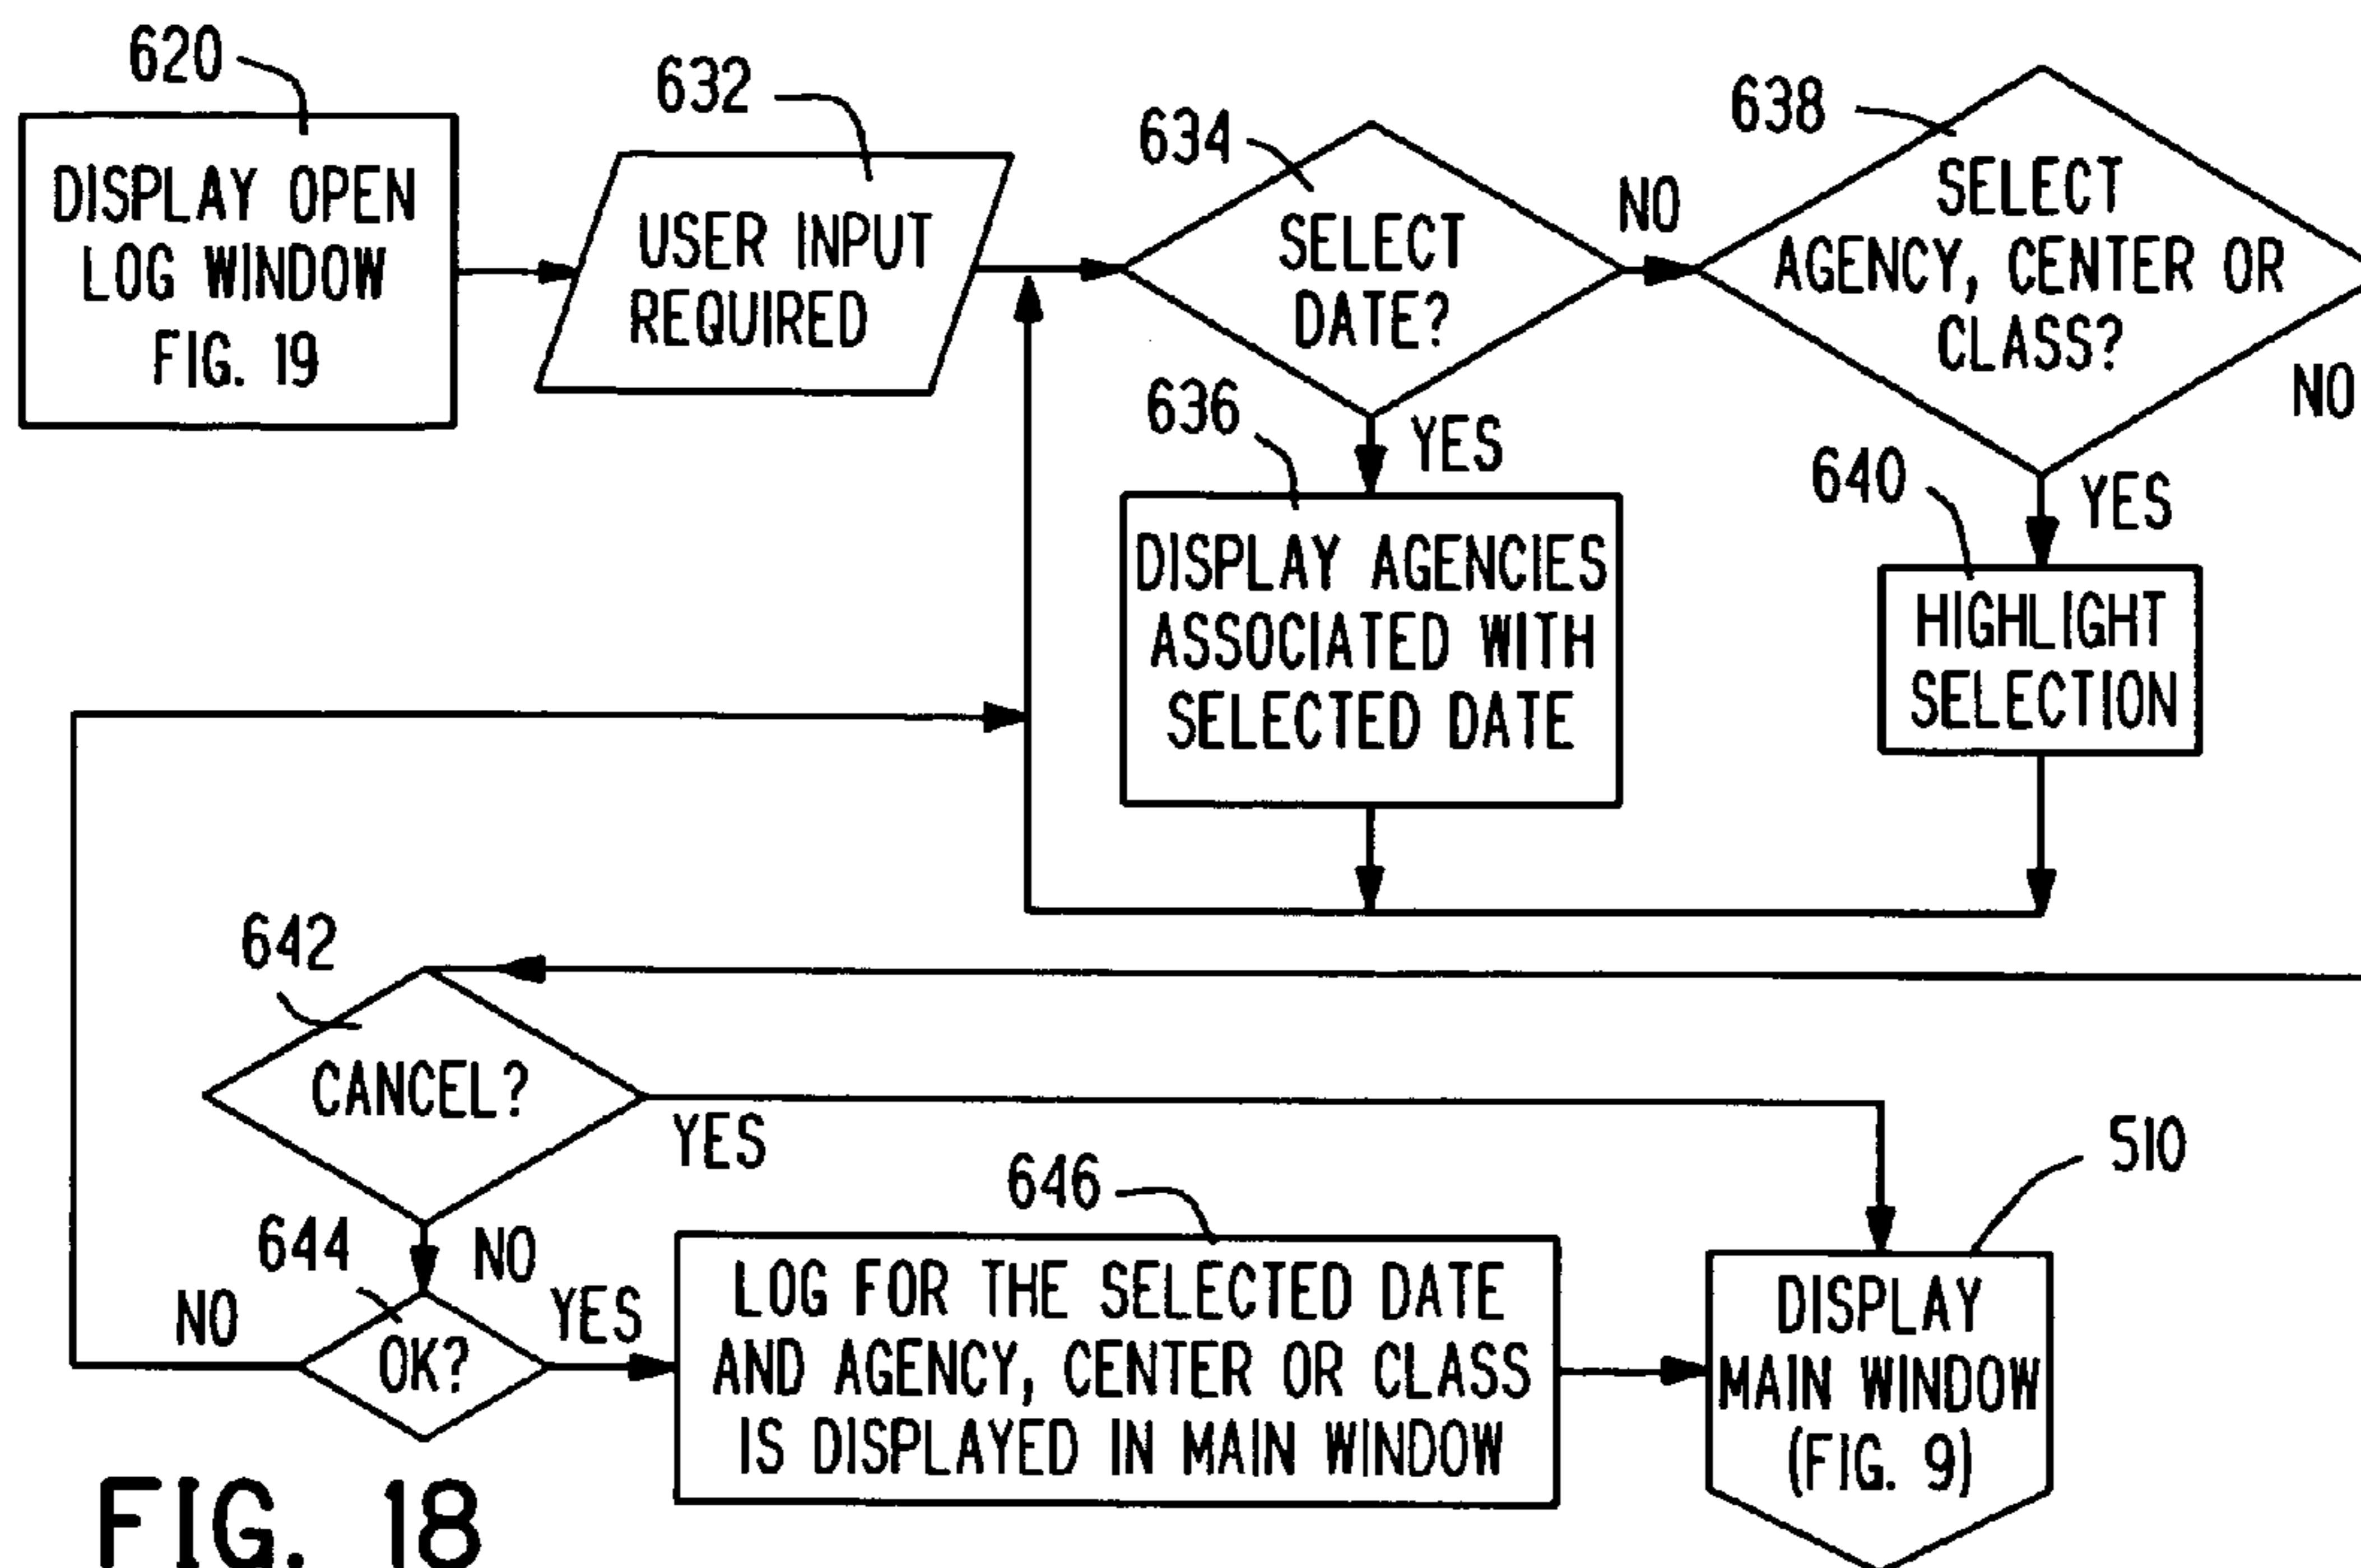 620
DISPLAY OPEN
LOG WINDOW
FIG. 19
632
USER INPUT
REQUIRED
634
SELECT
DATE?
NO
638
SELECT
AGENCY, CENTER OR
CLASS?
NO
636
YES
DISPLAY AGENCIES
ASSOCIATED WITH
SELECTED DATE
640
YES
HIGHLIGHT
SELECTION
642
CANCEL?
YES
644
NO
NO
OK?
YES
646
LOG FOR THE SELECTED DATE
AND AGENCY, CENTER OR CLASS
IS DISPLAYED IN MAIN WINDOW
510
DISPLAY
MAIN WINDOW
(FIG. 9)
FIG. 18